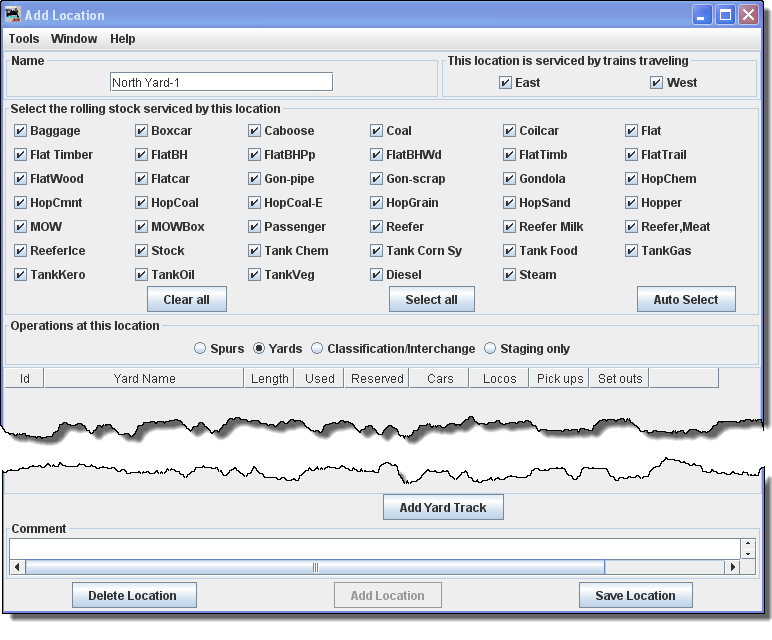 Add Location
Tools Window Help
Name This location is serviced by trains traveling
North Yard-1 East West
Select the rolling stock serviced by this location
Baggage Boxcar Caboose Coal Coilcar Flat
Flat Timber FlatBH FlatBHPp FlatBHWd FlatTimb FlatTrail
FlatWood Flatcar Gon-pipe Gon-scrap Gondola HopChem
HopCmnt HopCoal HopCoal-E HopGrain HopSand Hopper
MOW MOWBox Passenger Reefer Reefer Milk Reefer,Meat
ReeferIce Stock Tank Chem Tank Corn Sy Tank Food TankGas
TankKero TankOil TankVeg Diesel Steam
Clear all Select all Auto Select
Operations at this location
Spurs Yards Classification/Interchange Staging only
Id Yard Name Length Used Reserved Cars Locos Pick ups Set outs
Add Yard Track
Comment
Delete Location Add Location Save Location